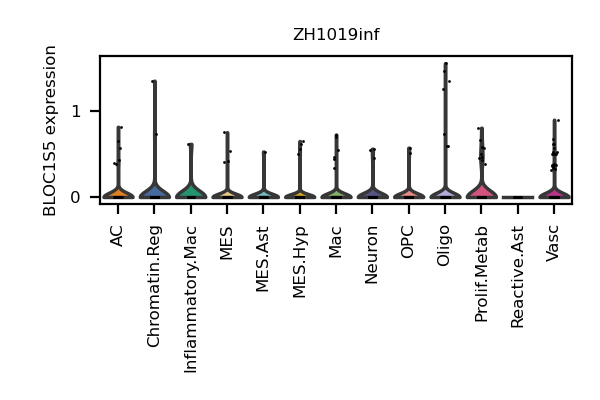 ZH1019inf
BLOC1S5 expression
1
0
AC
Chromatin.Reg
Inflammatory.Mac
MES
MES.Ast
MES.Hyp
Mac
Neuron
OPC
Oligo
Prolif.Metab
Reactive.Ast
Vasc